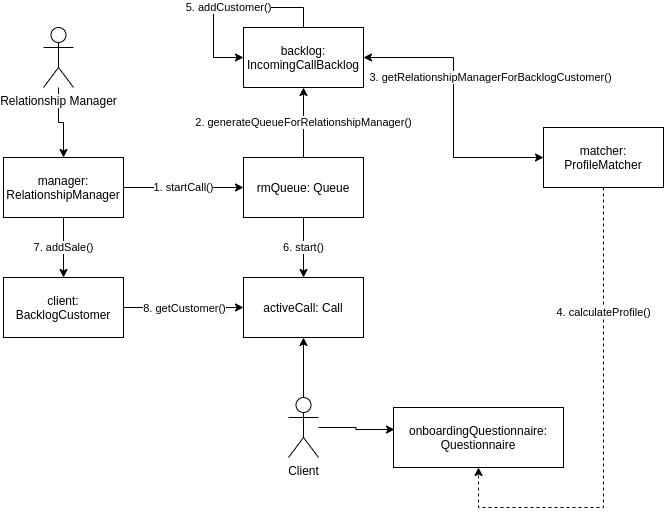 5. addCustomer()
backlog:
IncomingCallBacklog
3. getRelationshipManagerForBacklogCustomer()
Relationship Manager
2. generateQueueForRelationshipManager()
matcher:
ProfileMatcher
manager:
RelationshipManager
1. startCall()
rmQueue: Queue
7. addSale()
6. start()
client:
BacklogCustomer
8. getCustomer()
activeCall: Call
4. calculateProfile()
onboardingQuestionnaire:
Questionnaire
Client